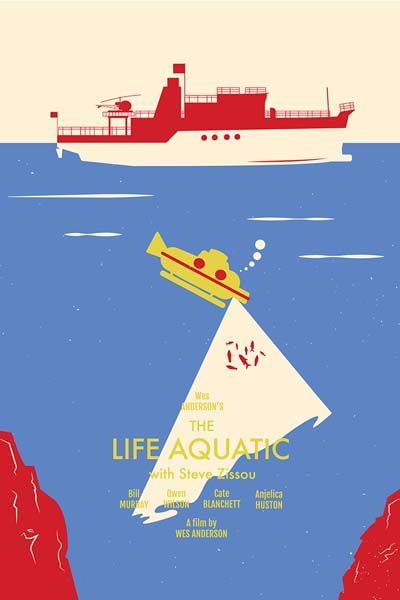 Wes
ANDERSON'S
THE
LIFE AQUATIC
with Steve Zissou
Bill Owen Cate Anjelica
MURRAY WILSON BLANCHETT HUSTON
A film by
WES ANDERSON